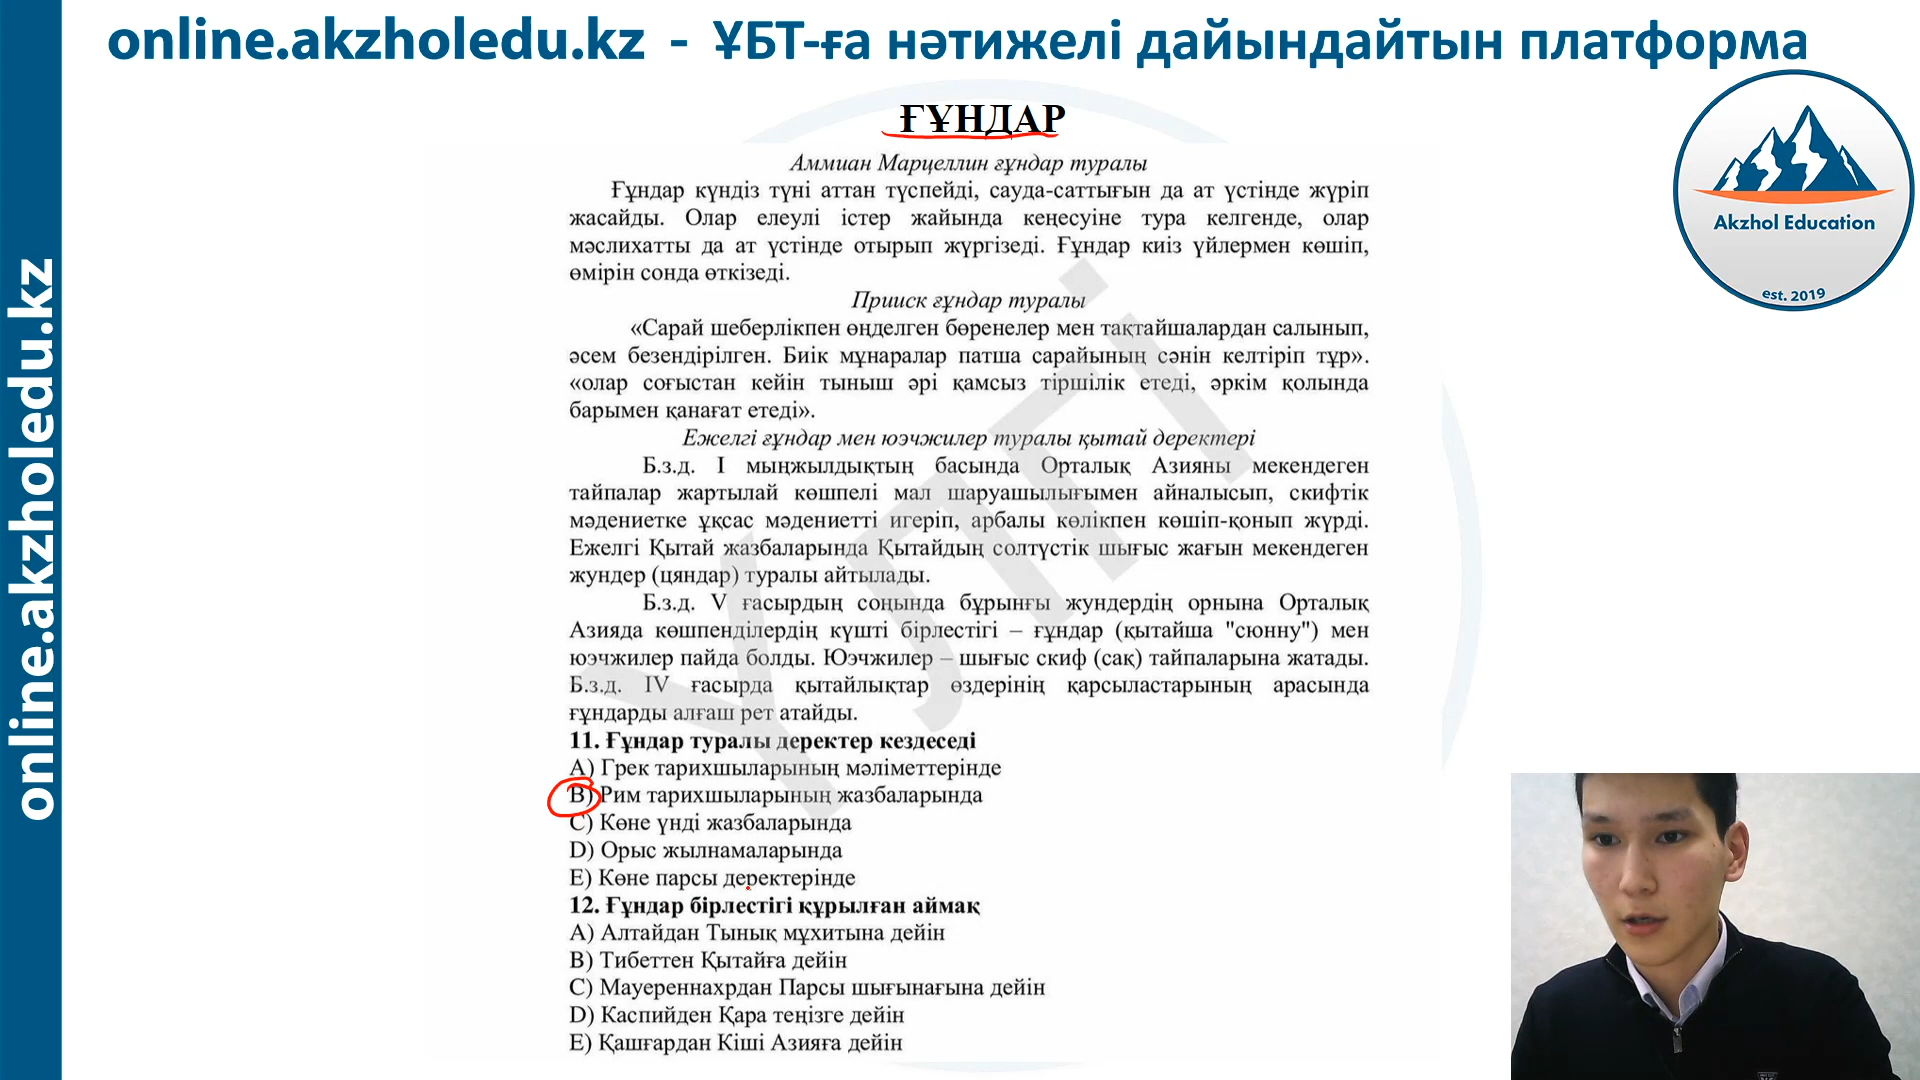 online.akzholedu.kz - ҰБТ-ға нәтижелі дайындайтын платформа
online.akzholedu.kz
Akzhol Education
est. 2019
ҒҰНДАР
Аммиан Марцеллин ғұндар туралы
Ғұндар күндіз түні аттан түспейді, сауда-саттығын да ат үстінде жүріп
жасайды. Олар елеулі істер жайында кеңесуіне тура келгенде, олар
мәслихатты да ат үстінде отырып жүргізеді. Ғұндар киіз үйлермен көшіп,
өмірін сонда өткізеді.
Прииск ғұндар туралы
«Сарай шеберлікпен өңделген бөренелер мен тақтайшалардан салынып,
әсем безендірілген. Биік мұнаралар патша сарайының сәнін келтіріп тұр».
«олар соғыстан кейін тыныш әрі қамсыз тіршілік етеді, әркім қолында
барымен қанағат етеді».
Ежелгі ғұндар мен юэчжилер туралы қытай деректері
Б.з.д. I мыңжылдықтың басында Орталық Азияны мекендеген
тайпалар жартылай көшпелі мал шаруашылығымен айналысып, скифтік
мәдениетке ұқсас мәдениетті игеріп, арбалы көлікпен көшіп-қонып жүрді.
Ежелгі Қытай жазбаларында Қытайдың солтүстік шығыс жағын мекендеген
жундер (цяндар) туралы айтылады.
Б.з.д. V ғасырдың соңында бұрынғы жундердің орнына Орталық
Азияда көшпенділердің күшті бірлестігі – ғұндар (қытайша "сюнну") мен
юэчжилер пайда болды. Юэчжилер – шығыс скиф (сақ) тайпаларына жатады.
Б.з.д. IV ғасырда қытайлықтар өздерінің қарсыластарының арасында
ғұндарды алғаш рет атайды.
11. Ғұндар туралы деректер кездеседі
A) Грек тарихшыларының мәліметтерінде
B) Рим тарихшыларының жазбаларында
C) Көне үнді жазбаларында
D) Орыс жылнамаларында
E) Көне парсы деректерінде
12. Ғұндар бірлестігі құрылған аймақ
A) Алтайдан Тынық мұхитына дейін
B) Тибеттен Қытайға дейін
C) Мауереннахрдан Парсы шығынағына дейін
D) Каспийден Қара теңізге дейін
E) Қашғардан Кіші Азияға дейін
ҮЛГІ